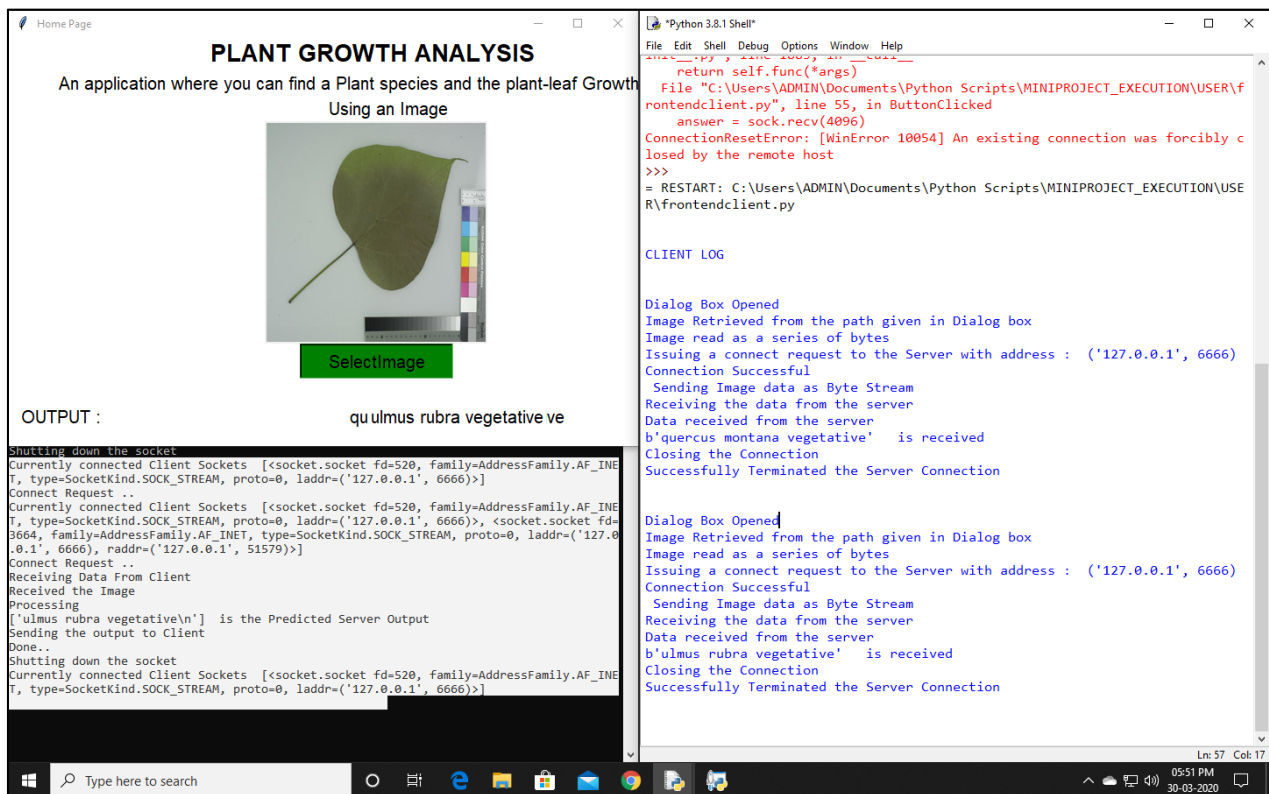 Home Page
PLANT GROWTH ANALYSIS
An application where you can find a Plant species and the plant-leaf Growth
Using an Image
SelectImage
OUTPUT :
qu ulmus rubra vegetative ve
Shutting down the socket
Currently connected Client Sockets  [<socket.socket fd=520, family=AddressFamily.AF_INE
T, type=SocketKind.SOCK_STREAM, proto=0, laddr=('127.0.0.1', 6666)>]
Connect Request ..
Currently connected Client Sockets  [<socket.socket fd=520, family=AddressFamily.AF_INE
T, type=SocketKind.SOCK_STREAM, proto=0, laddr=('127.0.0.1', 6666)>, <socket.socket fd=
3664, family=AddressFamily.AF_INET, type=SocketKind.SOCK_STREAM, proto=0, laddr=('127.0
.0.1', 6666), raddr=('127.0.0.1', 51579)>]
Connect Request ..
Receiving Data From Client
Received the Image
Processing
['ulmus rubra vegetative\n']  is the Predicted Server Output
Sending the output to Client
Done..
Shutting down the socket
Currently connected Client Sockets  [<socket.socket fd=520, family=AddressFamily.AF_INE
T, type=SocketKind.SOCK_STREAM, proto=0, laddr=('127.0.0.1', 6666)>]
*Python 3.8.1 Shell*
File Edit Shell Debug Options Window Help
return self.func(*args)
File "C:\Users\ADMIN\Documents\Python Scripts\MINIPROJECT_EXECUTION\USER\f
rontendclient.py", line 55, in ButtonClicked
answer = sock.recv(4096)
ConnectionResetError: [WinError 10054] An existing connection was forcibly c
losed by the remote host
>>>
= RESTART: C:\Users\ADMIN\Documents\Python Scripts\MINIPROJECT_EXECUTION\USE
R\frontendclient.py
CLIENT LOG
Dialog Box Opened
Image Retrieved from the path given in Dialog box
Image read as a series of bytes
Issuing a connect request to the Server with address :  ('127.0.0.1', 6666)
Connection Successful
Sending Image data as Byte Stream
Receiving the data from the server
Data received from the server
b'quercus montana vegetative'   is received
Closing the Connection
Successfully Terminated the Server Connection
Dialog Box Opened
Image Retrieved from the path given in Dialog box
Image read as a series of bytes
Issuing a connect request to the Server with address :  ('127.0.0.1', 6666)
Connection Successful
Sending Image data as Byte Stream
Receiving the data from the server
Data received from the server
b'ulmus rubra vegetative'   is received
Closing the Connection
Successfully Terminated the Server Connection
Ln: 57 Col: 17
Type here to search
05:51 PM
30-03-2020